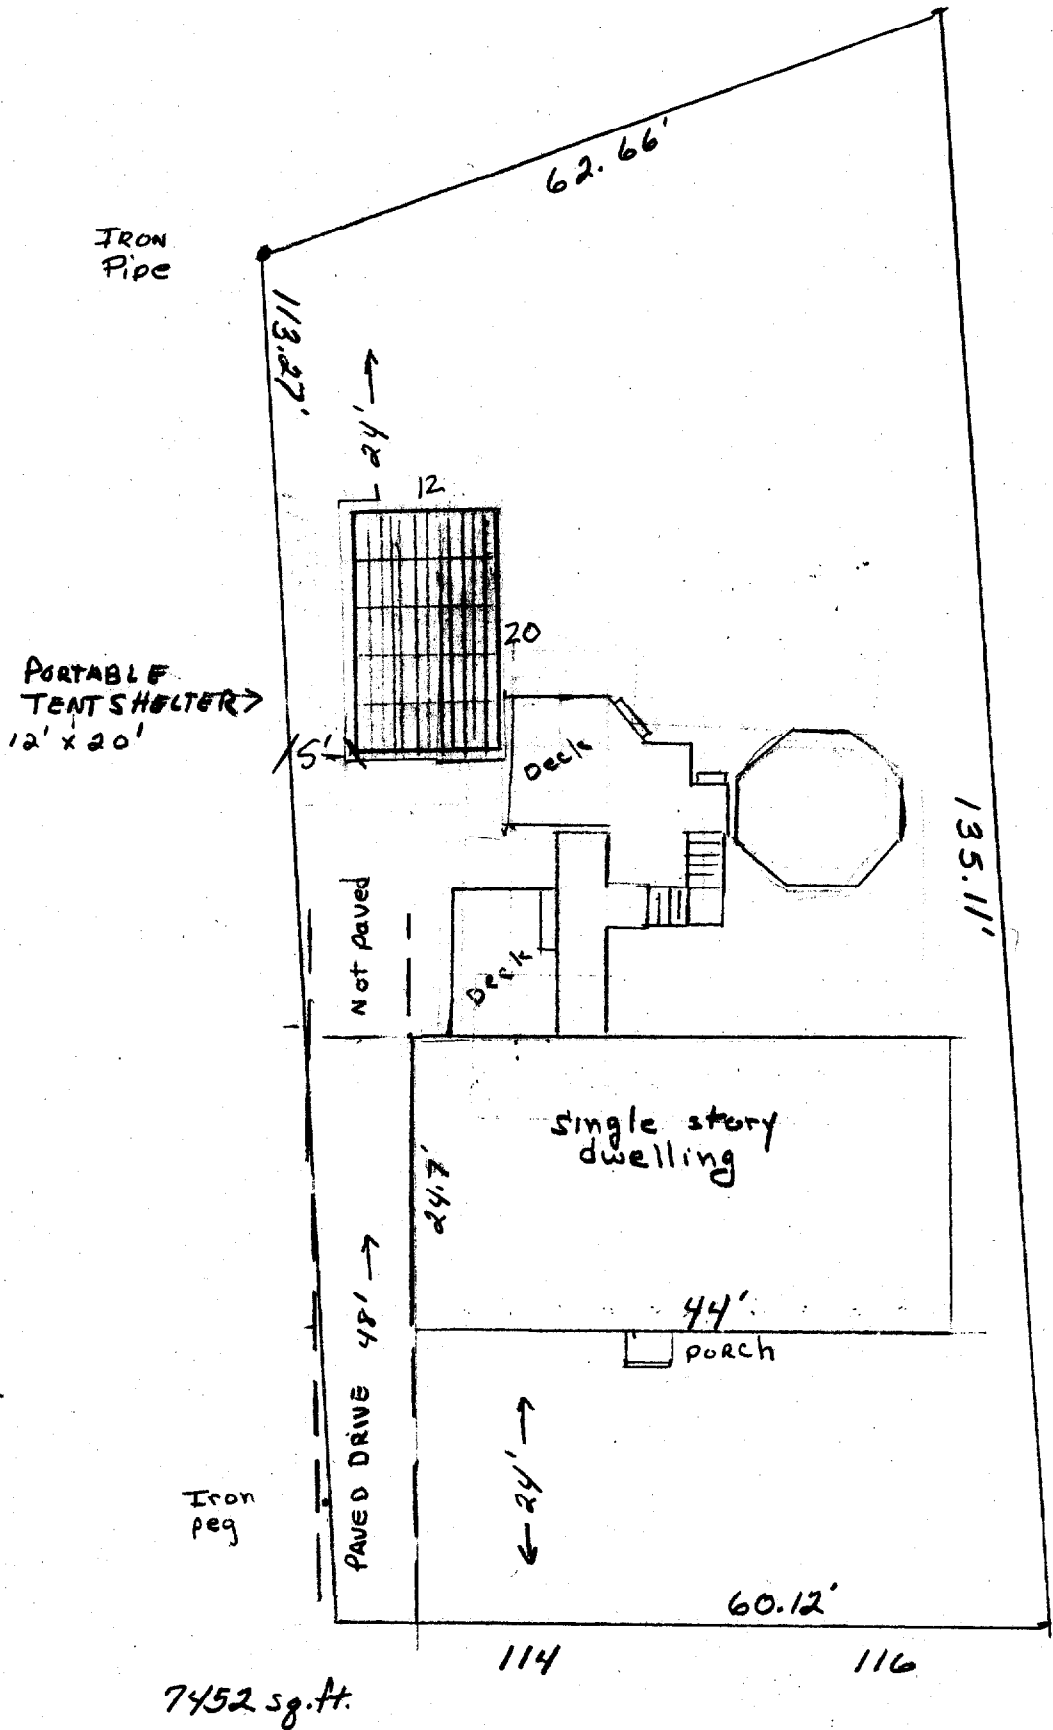 62.66'
IRON
Pipe
113.27'
24' →
12
20
PORTABLE
TENT SHELTER→
12' x 20'
5'
Deck
135.11'
Not Paved
Deck
single story
dwelling
24.7'
44'
PORCH
PAVED DRIVE 48' →
← 24' →
Iron
peg
60.12'
114 116
7452 sq.ft.